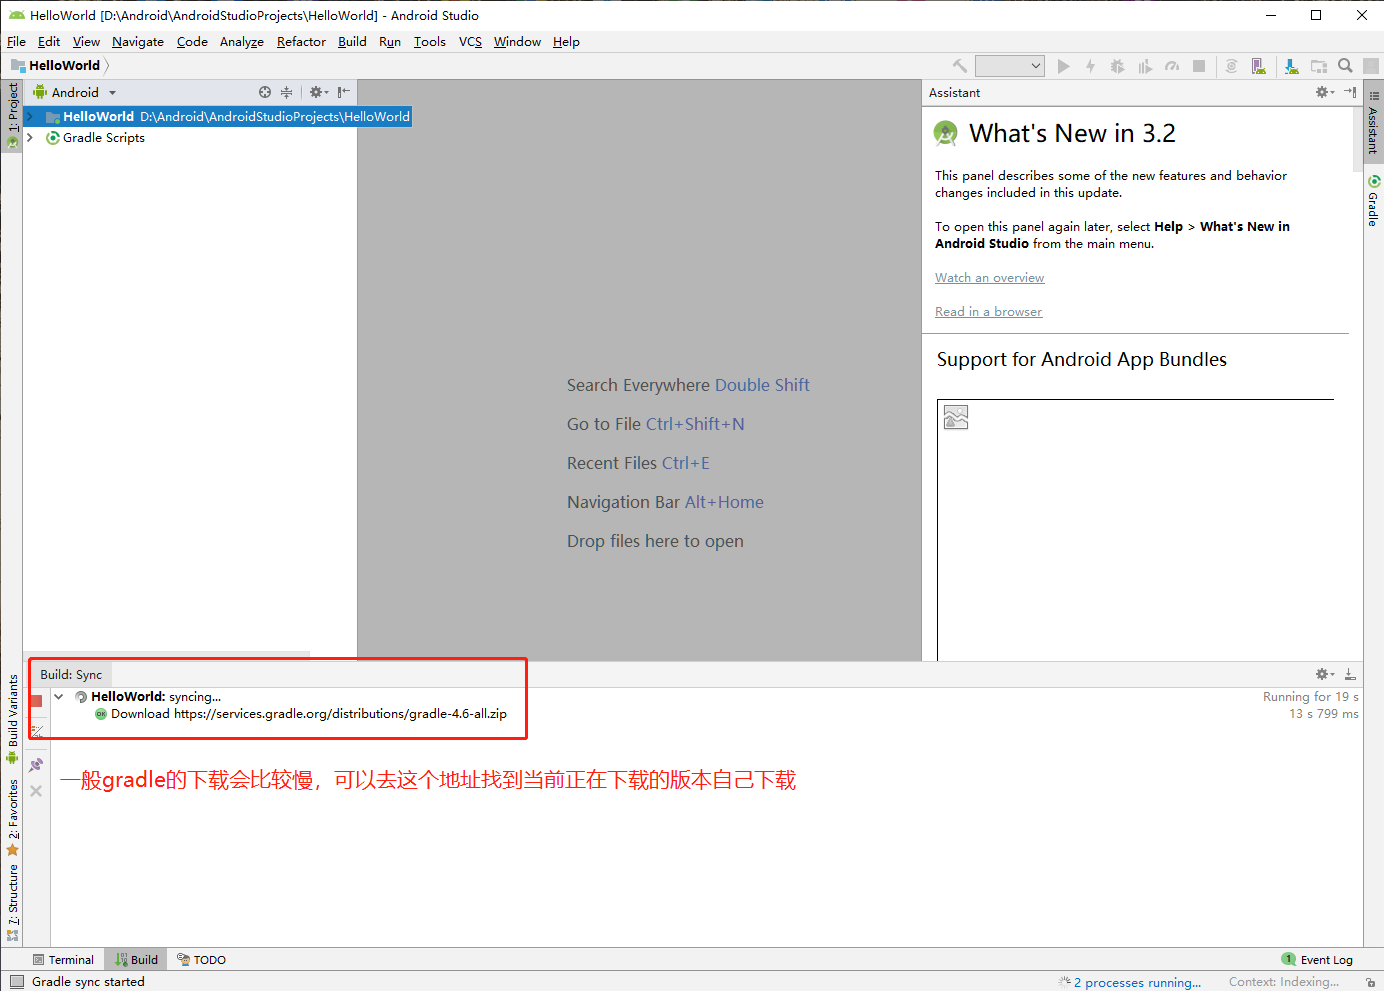 HelloWorld [D:\Android\AndroidStudioProjects\HelloWorld] - Android Studio
File Edit View Navigate Code Analyze Refactor Build Run Tools VCS Window Help
HelloWorld
1: Project
Android
HelloWorld D:\Android\AndroidStudioProjects\HelloWorld
Gradle Scripts
Search Everywhere Double Shift
Go to File Ctrl+Shift+N
Recent Files Ctrl+E
Navigation Bar Alt+Home
Drop files here to open
Assistant
What's New in 3.2
This panel describes some of the new features and behavior
changes included in this update.
To open this panel again later, select Help > What's New in
Android Studio from the main menu.
Watch an overview
Read in a browser
Support for Android App Bundles
Assistant
Gradle
Build Variants
2: Favorites
7: Structure
Build: Sync
HelloWorld: syncing...
Running for 19 s
OK
Download https://services.gradle.org/distributions/gradle-4.6-all.zip
13 s 799 ms
一般gradle的下载会比较慢，可以去这个地址找到当前正在下载的版本自己下载
Terminal
Build
TODO
1 Event Log
Gradle sync started
2 processes running...
Context: Indexing...